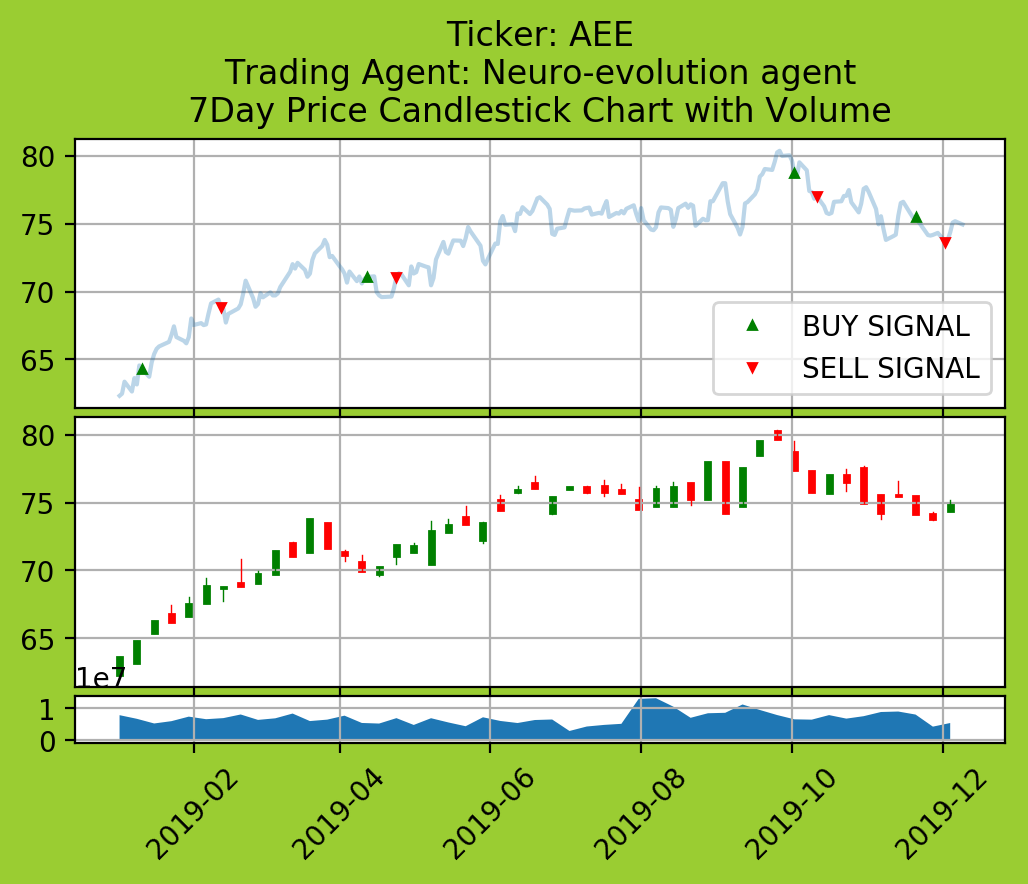 Ticker: AEE
Trading Agent: Neuro-evolution agent
7Day Price Candlestick Chart with Volume
80
75
70
65
BUY SIGNAL
SELL SIGNAL
80
75
70
65
1e7
1
0
2019-02
2019-04
2019-06
2019-08
2019-10
2019-12